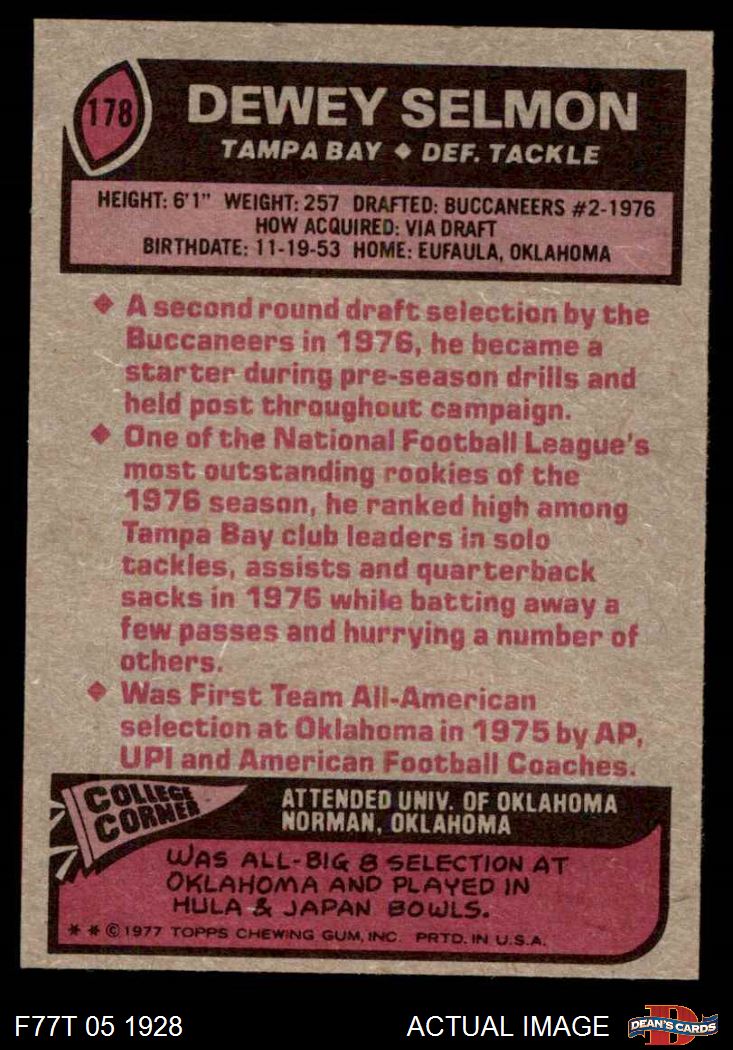 178
DEWEY SELMON
TAMPA BAY ◆ DEF. TACKLE
HEIGHT: 6'1" WEIGHT: 257 DRAFTED: BUCCANEERS #2-1976
HOW ACQUIRED: VIA DRAFT
BIRTHDATE: 11-19-53 HOME: EUFAULA, OKLAHOMA
◆ A second round draft selection by the
Buccaneers in 1976, he became a
starter during pre-season drills and
held post throughout campaign.
◆ One of the National Football League's
most outstanding rookies of the
1976 season, he ranked high among
Tampa Bay club leaders in solo
tackles, assists and quarterback
sacks in 1976 while batting away a
few passes and hurrying a number of
others.
◆ Was First Team All-American
selection at Oklahoma in 1975 by AP,
UPI and American Football Coaches.
COLLEGE
CORNER
ATTENDED UNIV. OF OKLAHOMA
NORMAN, OKLAHOMA
WAS ALL-BIG 8 SELECTION AT
OKLAHOMA AND PLAYED IN
HULA & JAPAN BOWLS.
* * © 1977 TOPPS CHEWING GUM, INC. PRTD. IN U.S.A.
F77T 05 1928
ACTUAL IMAGE
D
DEAN'S CARDS